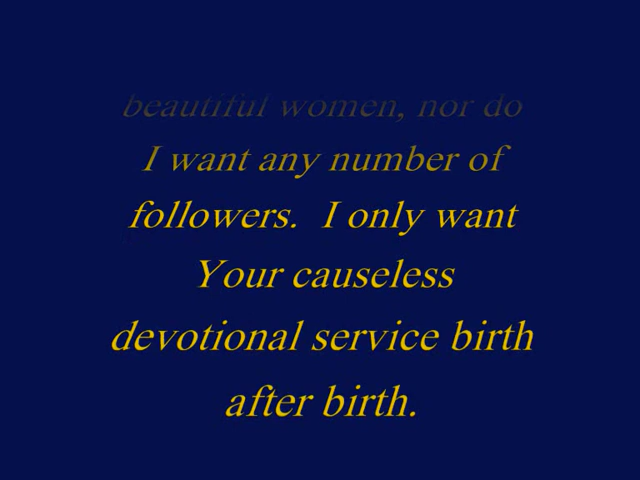 beautiful women, nor do
I want any number of
followers. I only want
Your causeless
devotional service birth
after birth.